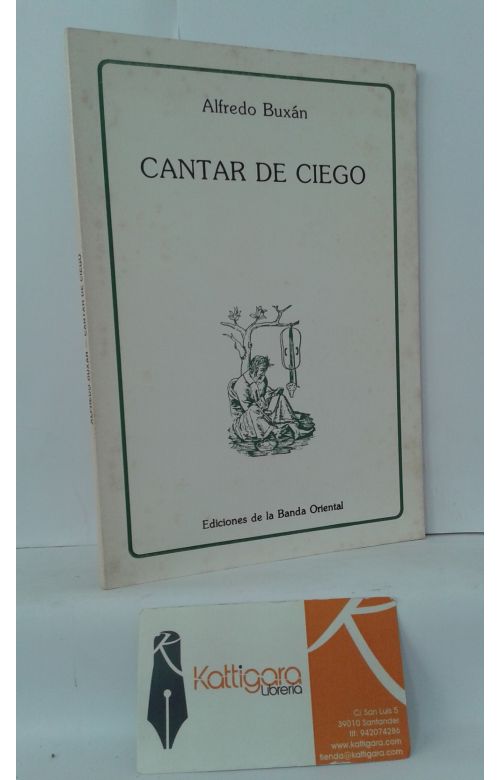 Alfredo Buxán
CANTAR DE CIEGO
Ediciones de la Banda Oriental
ALFREDO BUXÁN - CANTAR DE CIEGO
Kattigara
Librería
C/ San Luis 5
39010 Santander
tlf: 942074286
www.kattigara.com
tienda@kattigara.com